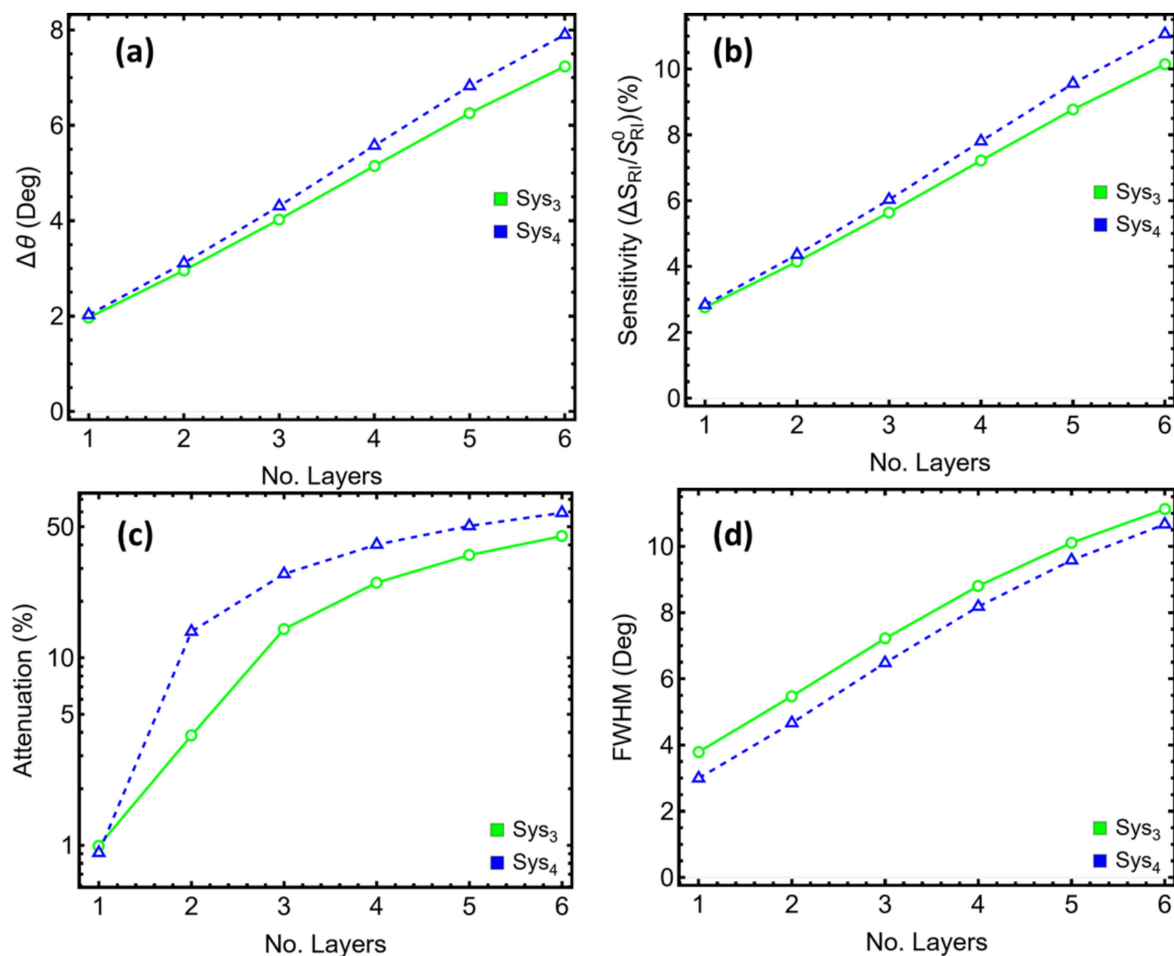 (a)
8
6
4
2
0
Δθ (Deg)
Sys₃
Sys₄
1 2 3 4 5 6
No. Layers
(b)
10
8
6
4
2
0
Sensitivity (ΔS_RI/S⁰_RI)(%)
Sys₃
Sys₄
1 2 3 4 5 6
No. Layers
(c)
50
10
5
1
Attenuation (%)
Sys₃
Sys₄
1 2 3 4 5 6
No. Layers
(d)
10
8
6
4
2
0
FWHM (Deg)
Sys₃
Sys₄
1 2 3 4 5 6
No. Layers